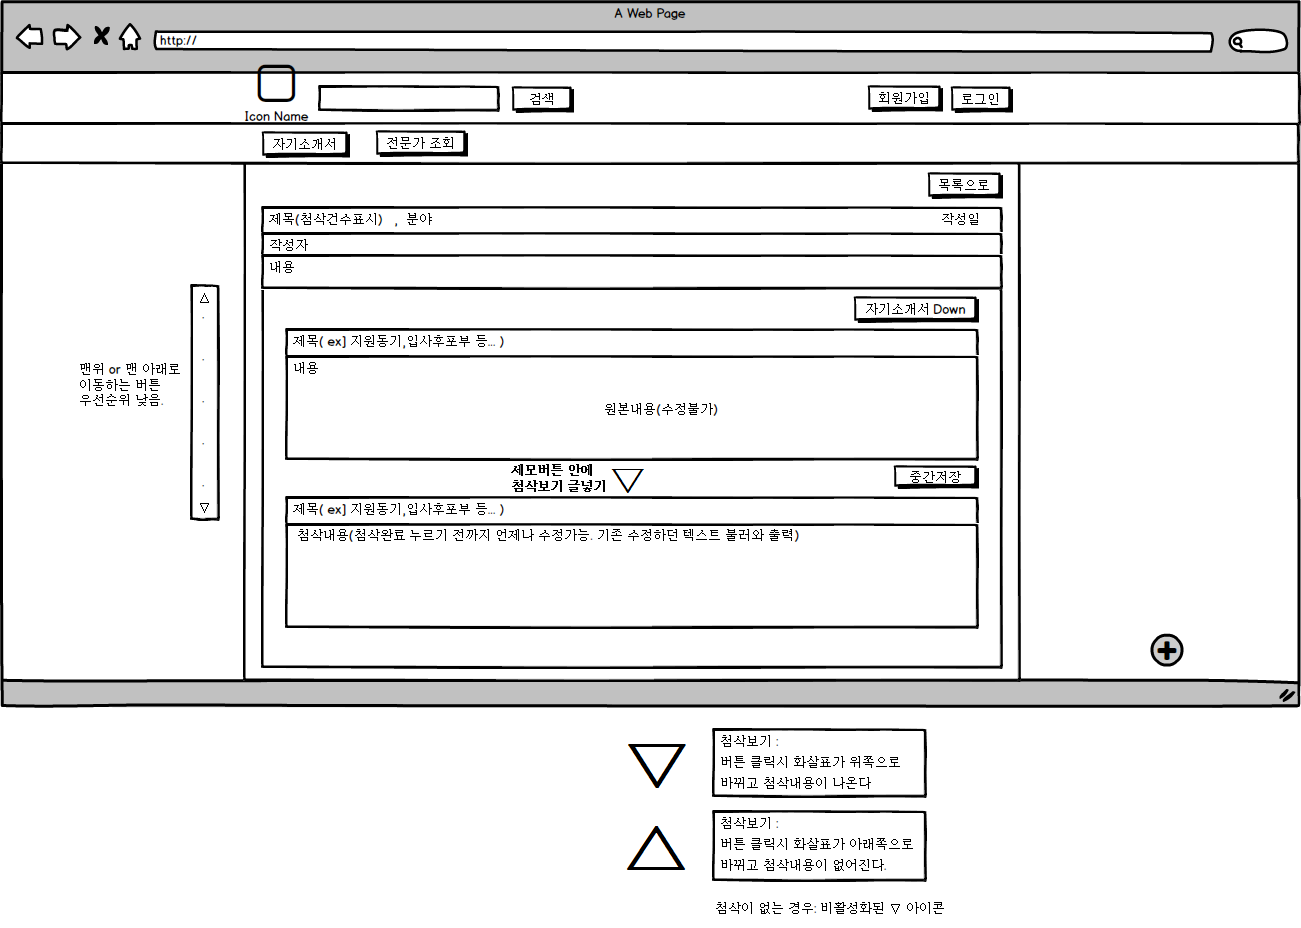 A Web Page
http://
Icon Name
검색
회원가입
로그인
자기소개서
전문가 조회
목록으로
제목(첨삭건수표시) , 분야
작성일
작성자
내용
자기소개서 Down
제목( ex] 지원동기,입사후포부 등... )
내용
원본내용(수정불가)
맨위 or 맨 아래로
이동하는 버튼
우선순위 낮음.
세모버튼 안에
첨삭보기 글넣기
중간저장
제목( ex] 지원동기,입사후포부 등... )
첨삭내용(첨삭완료 누르기 전까지 언제나 수정가능. 기존 수정하던 텍스트 불러와 출력)
첨삭보기 :
버튼 클릭시 화살표가 위쪽으로
바뀌고 첨삭내용이 나온다
첨삭보기 :
버튼 클릭시 화살표가 아래쪽으로
바뀌고 첨삭내용이 없어진다.
첨삭이 없는 경우: 비활성화된 ▽ 아이콘